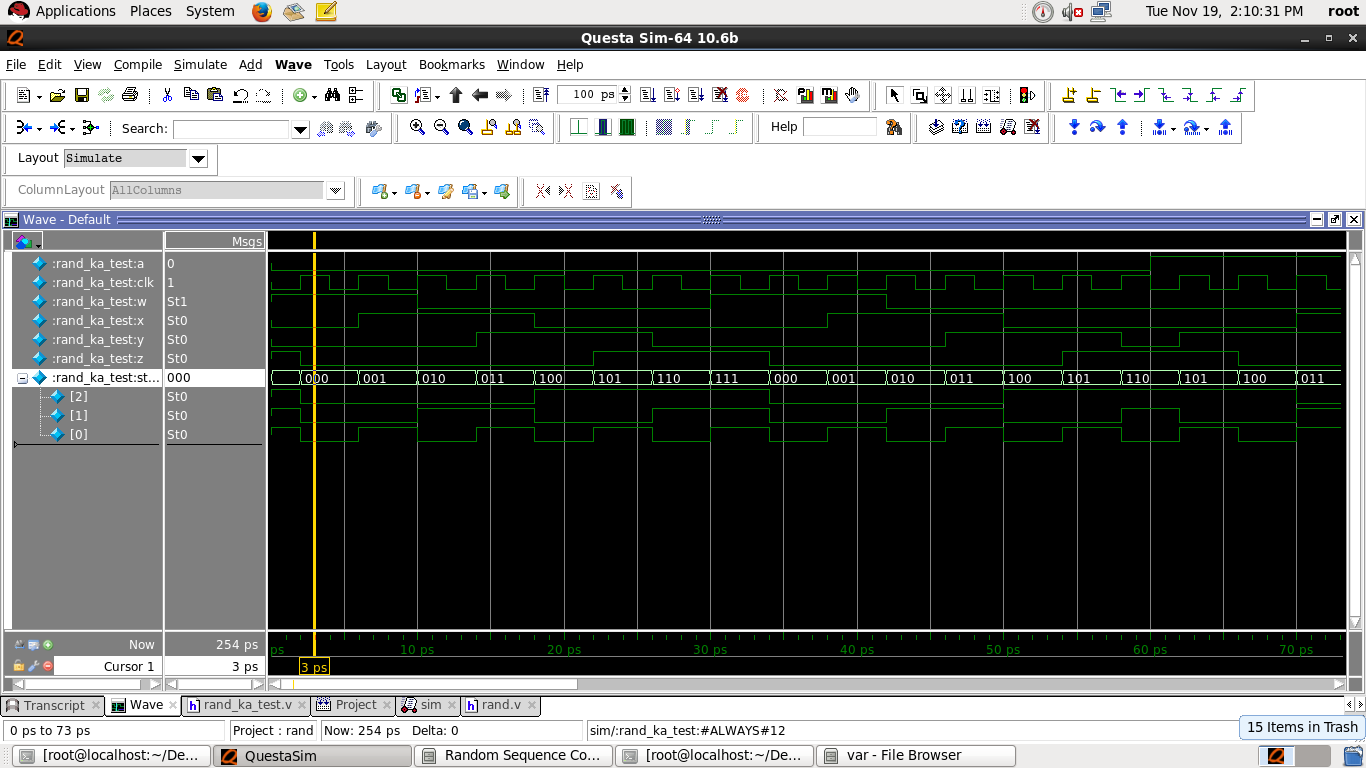 Applications Places System Tue Nov 19, 2:10:31 PM root
Questa Sim-64 10.6b
File Edit View Compile Simulate Add Wave Tools Layout Bookmarks Window Help
100 ps
Search: Help
Layout Simulate
ColumnLayout AllColumns
Wave - Default
Msgs
:rand_ka_test:a 0
:rand_ka_test:clk 1
:rand_ka_test:w St1
:rand_ka_test:x St0
:rand_ka_test:y St0
:rand_ka_test:z St0
:rand_ka_test:st... 000 000 001 010 011 100 101 110 111 000 001 010 011 100 101 110 101 100 011
[2] St0
[1] St0
[0] St0
Now 254 ps ps 10 ps 20 ps 30 ps 40 ps 50 ps 60 ps 70 ps
Cursor 1 3 ps 3 ps
Transcript Wave rand_ka_test.v Project sim rand.v
0 ps to 73 ps Project : rand Now: 254 ps Delta: 0 sim/:rand_ka_test:#ALWAYS#12
15 Items in Trash
[root@localhost:~/De... QuestaSim Random Sequence Co... [root@localhost:~/De... var - File Browser